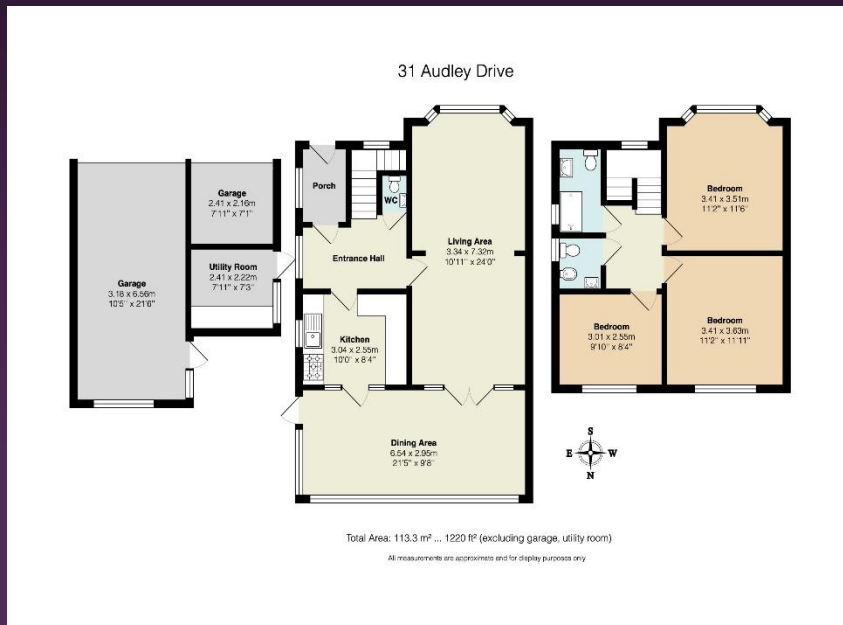 31 Audley Drive
Garage
2.41 x 2.16m
7'11" x 7'1"
Utility Room
2.41 x 2.22m
7'11" x 7'3"
Garage
3.18 x 6.56m
10'5" x 21'6"
Porch
WC
Entrance Hall
Living Area
3.34 x 7.32m
10'11" x 24'0"
Kitchen
3.04 x 2.55m
10'0" x 8'4"
Dining Area
6.54 x 2.95m
21'5" x 9'8"
Bedroom
3.41 x 3.51m
11'2" x 11'6"
Bedroom
3.41 x 3.63m
11'2" x 11'11"
Bedroom
3.01 x 2.55m
9'10" x 8'4"
S
E W
N
Total Area: 113.3 m² ... 1220 ft² (excluding garage, utility room)
All measurements are approximate and for display purposes only